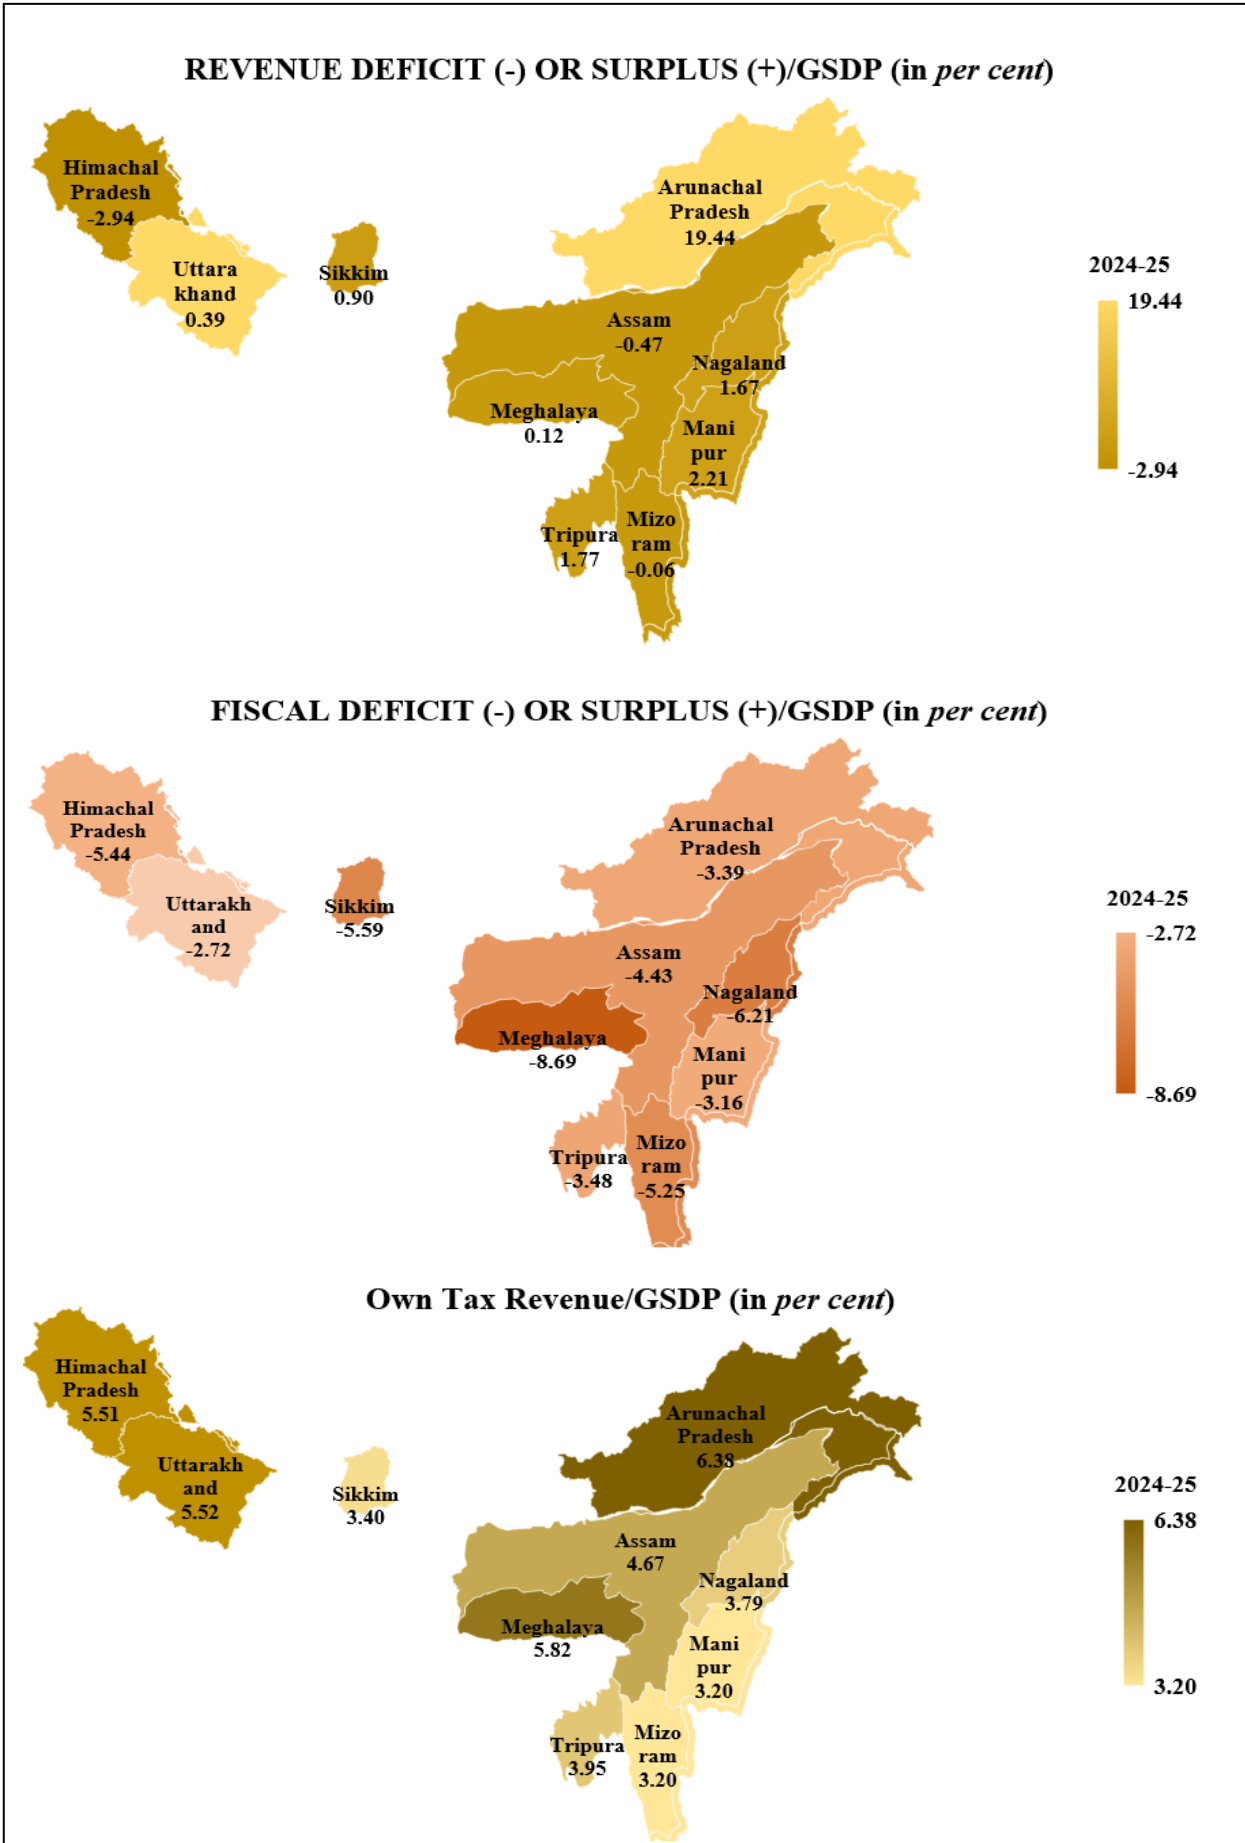 REVENUE DEFICIT (-) OR SURPLUS (+)/GSDP (in per cent)
Himachal
Pradesh
-2.94
Uttara
khand
0.39
Sikkim
0.90
Arunachal
Pradesh
19.44
Assam
-0.47
Nagaland
1.67
Meghalaya
0.12
Mani
pur
2.21
Tripura
1.77
Mizo
ram
-0.06
2024-25
19.44
-2.94
FISCAL DEFICIT (-) OR SURPLUS (+)/GSDP (in per cent)
Himachal
Pradesh
-5.44
Uttarakh
and
-2.72
Sikkim
-5.59
Arunachal
Pradesh
-3.39
Assam
-4.43
Nagaland
-6.21
Meghalaya
-8.69
Mani
pur
-3.16
Tripura
-3.48
Mizo
ram
-5.25
2024-25
-2.72
-8.69
Own Tax Revenue/GSDP (in per cent)
Himachal
Pradesh
5.51
Uttarakh
and
5.52
Sikkim
3.40
Arunachal
Pradesh
6.38
Assam
4.67
Nagaland
3.79
Meghalaya
5.82
Mani
pur
3.20
Tripura
3.95
Mizo
ram
3.20
2024-25
6.38
3.20